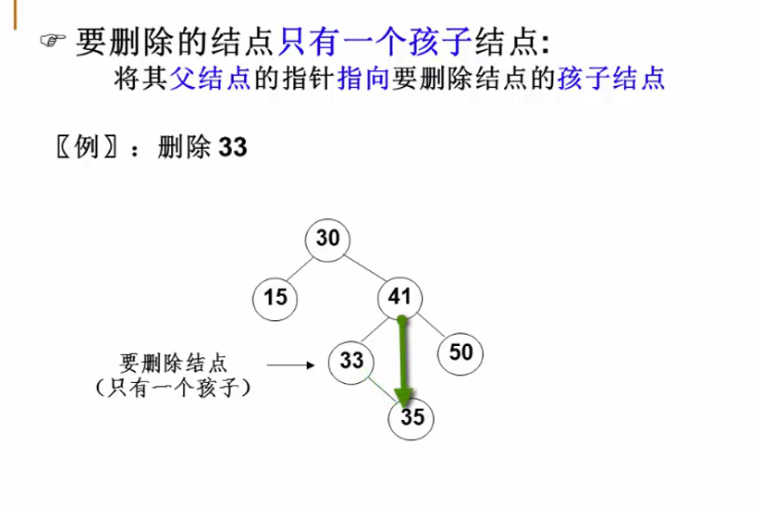 ☞ 要删除的结点只有一个孩子结点:
将其父结点的指针指向要删除结点的孩子结点
〖例〗：删除 33
30
15
41
33
50
要删除结点
（只有一个孩子）
35